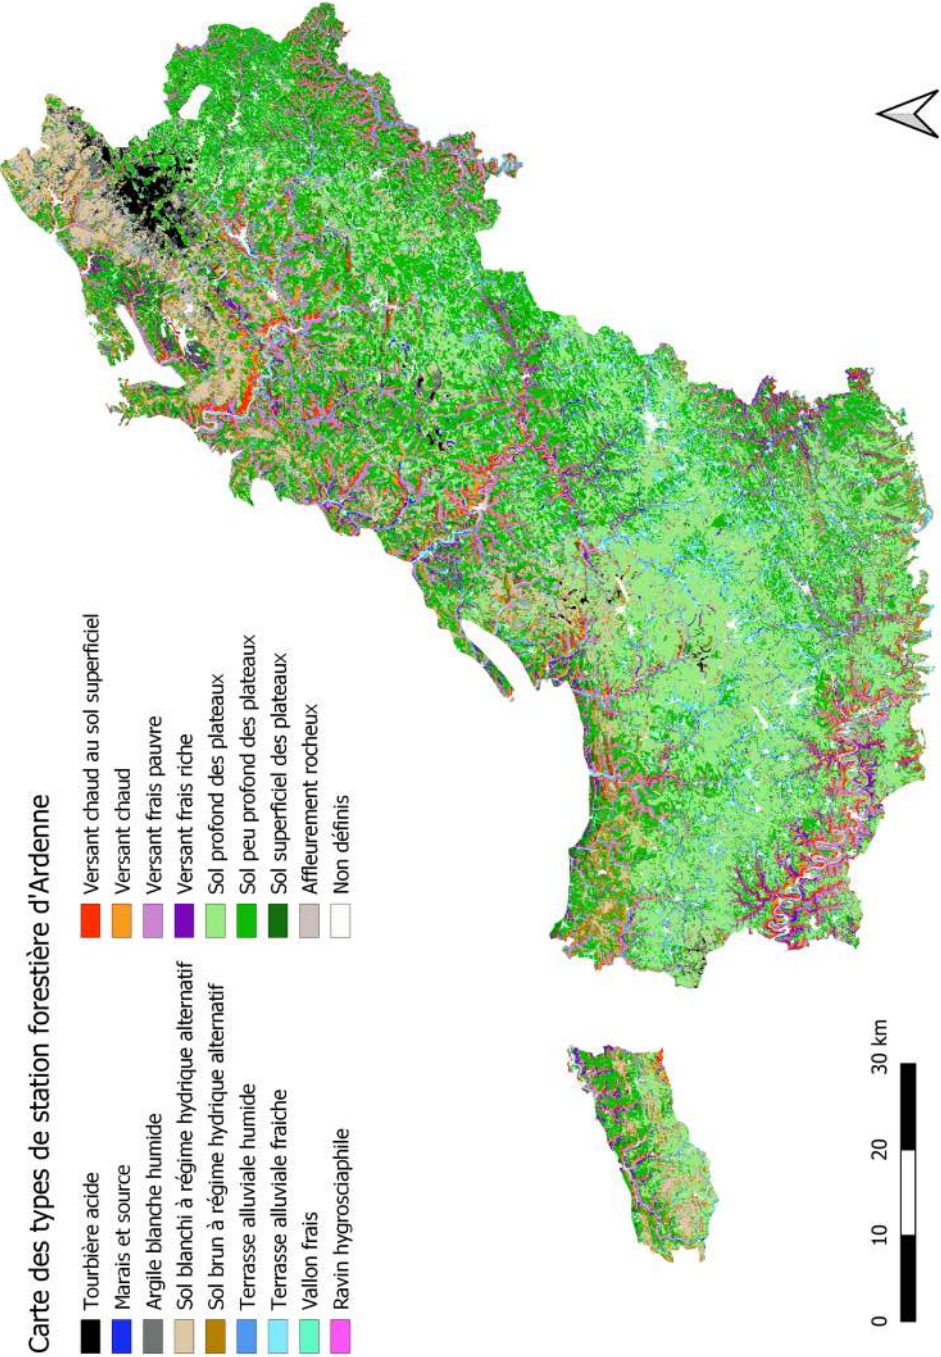 Carte des types de station forestière d'Ardenne
Tourbière acide
Marais et source
Argile blanche humide
Sol blanchi à régime hydrique alternatif
Sol brun à régime hydrique alternatif
Terrasse alluviale humide
Terrasse alluviale fraiche
Vallon frais
Ravin hygrosciaphile
Versant chaud au sol superficiel
Versant chaud
Versant frais pauvre
Versant frais riche
Sol profond des plateaux
Sol peu profond des plateaux
Sol superficiel des plateaux
Affleurement rocheux
Non définis
0 10 20 30 km